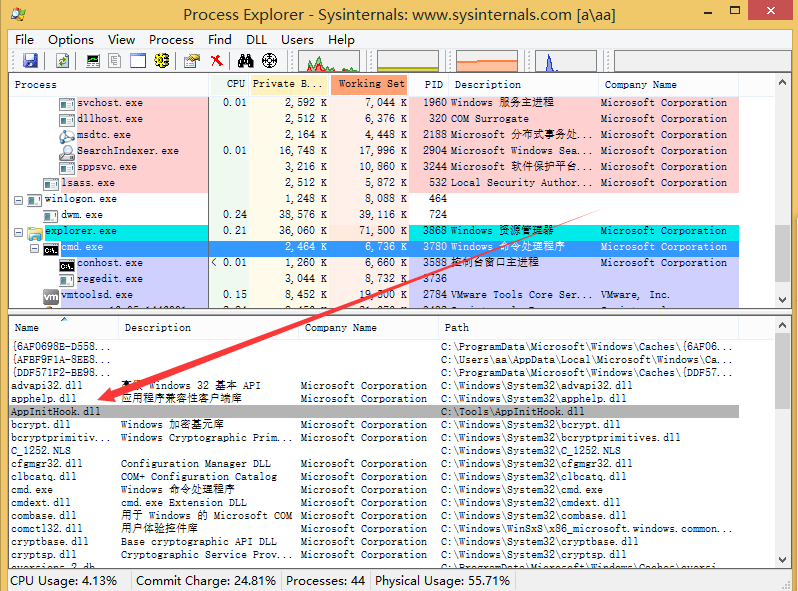 Process Explorer - Sysinternals: www.sysinternals.com [a\aa]
File Options View Process Find DLL Users Help
Process CPU Private B... Working Set PID Description Company Name
svchost.exe 0.01 2,592 K 7,044 K 1960 Windows 服务主进程 Microsoft Corporation
dllhost.exe 2,512 K 6,376 K 320 COM Surrogate Microsoft Corporation
msdtc.exe 2,164 K 4,448 K 2188 Microsoft 分布式事务处... Microsoft Corporation
SearchIndexer.exe 0.01 16,748 K 17,996 K 2904 Microsoft Windows Sea... Microsoft Corporation
sppsvc.exe 3,216 K 10,860 K 3244 Microsoft 软件保护平台... Microsoft Corporation
lsass.exe 2,512 K 5,872 K 532 Local Security Author... Microsoft Corporation
winlogon.exe 1,248 K 8,088 K 464
dwm.exe 0.24 38,576 K 39,116 K 724
explorer.exe 0.21 36,060 K 71,500 K 3868 Windows 资源管理器 Microsoft Corporation
cmd.exe 2,464 K 6,736 K 3780 Windows 命令处理程序 Microsoft Corporation
conhost.exe < 0.01 1,260 K 6,660 K 3588 控制台窗口主进程 Microsoft Corporation
regedit.exe 3,044 K 8,732 K 3736
vmtoolsd.exe 0.15 8,452 K 2784 VMware Tools Core Ser... VMware, Inc.
Name Description Company Name Path
{6AF0698E-D558... C:\ProgramData\Microsoft\Windows\Caches\{6AF06...
{AFBF9F1A-8EE8... C:\Users\aa\AppData\Local\Microsoft\Windows\Ca...
{DDF571F2-BE98... C:\ProgramData\Microsoft\Windows\Caches\{DDF57...
advapi32.dll 高级 Windows 32 基本 API Microsoft Corporation C:\Windows\System32\advapi32.dll
apphelp.dll 应用程序兼容性客户端库 Microsoft Corporation C:\Windows\System32\apphelp.dll
AppInitHook.dll C:\Tools\AppInitHook.dll
bcrypt.dll Windows 加密基元库 Microsoft Corporation C:\Windows\System32\bcrypt.dll
bcryptprimitiv... Windows Cryptographic Prim... Microsoft Corporation C:\Windows\System32\bcryptprimitives.dll
C_1252.NLS C:\Windows\System32\C_1252.NLS
cfgmgr32.dll Configuration Manager DLL Microsoft Corporation C:\Windows\System32\cfgmgr32.dll
clbcatq.dll COM+ Configuration Catalog Microsoft Corporation C:\Windows\System32\clbcatq.dll
cmd.exe Windows 命令处理程序 Microsoft Corporation C:\Windows\System32\cmd.exe
cmdext.dll cmd.exe Extension DLL Microsoft Corporation C:\Windows\System32\cmdext.dll
combase.dll 用于 Windows 的 Microsoft COM Microsoft Corporation C:\Windows\System32\combase.dll
comctl32.dll 用户体验控件库 Microsoft Corporation C:\Windows\WinSxS\x86_microsoft.windows.common...
cryptbase.dll Base cryptographic API DLL Microsoft Corporation C:\Windows\System32\cryptbase.dll
cryptsp.dll Cryptographic Service Prov... Microsoft Corporation C:\Windows\System32\cryptsp.dll
CPU Usage: 4.13% Commit Charge: 24.81% Processes: 44 Physical Usage: 55.71%